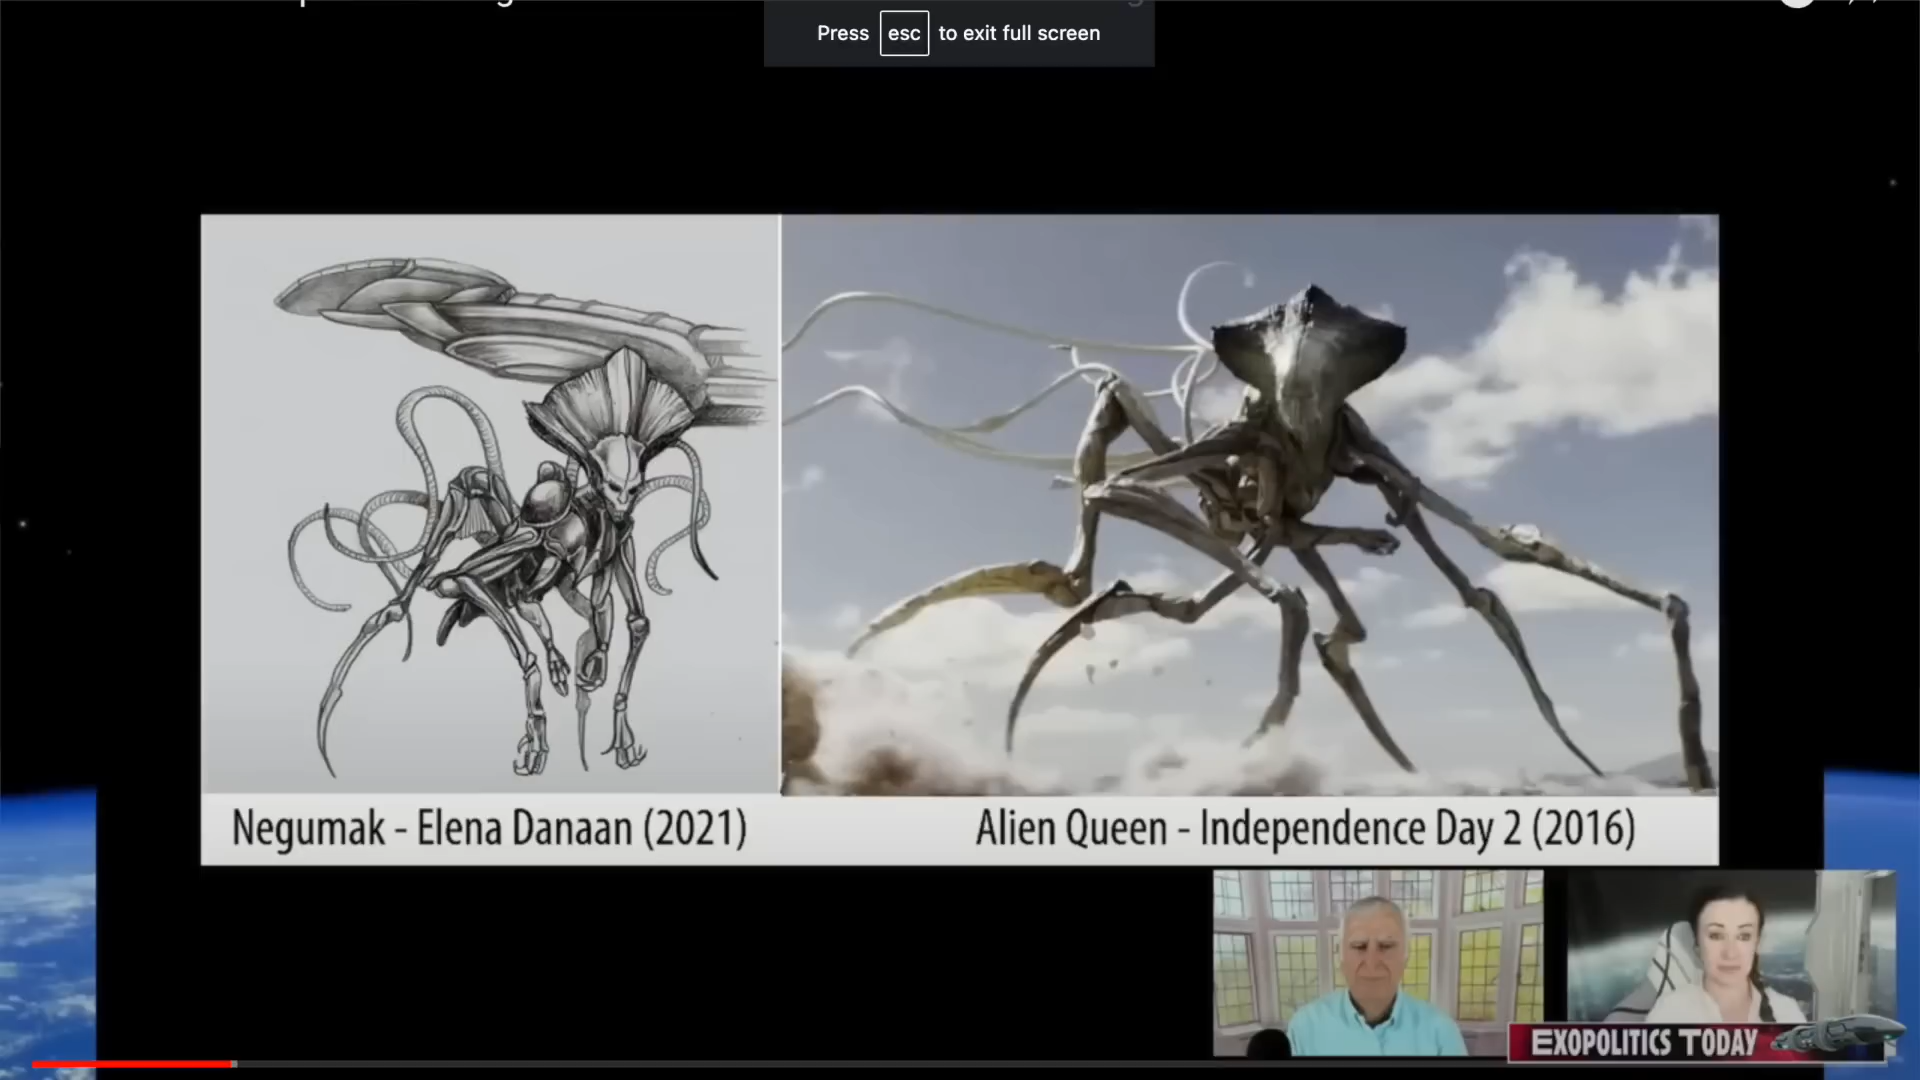 Press esc to exit full screen
Negumak - Elena Danaan (2021)
Alien Queen - Independence Day 2 (2016)
EXOPOLITICS TODAY